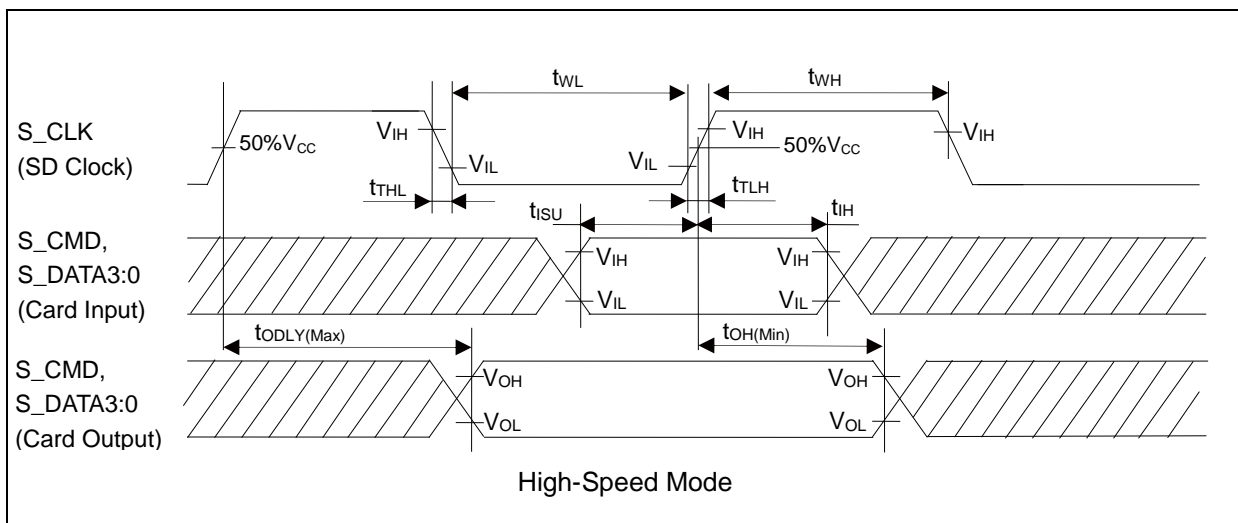 tWL tWH
S_CLK
(SD Clock)
50%VCC VIH VIL VIL VIH 50%VCC VIH
tTHL tTLH
tISU tIH
S_CMD,
S_DATA3:0
(Card Input)
VIH VIH
VIL VIL
tODLY(Max) tOH(Min)
S_CMD,
S_DATA3:0
(Card Output)
VOH VOH
VOL VOL
High-Speed Mode